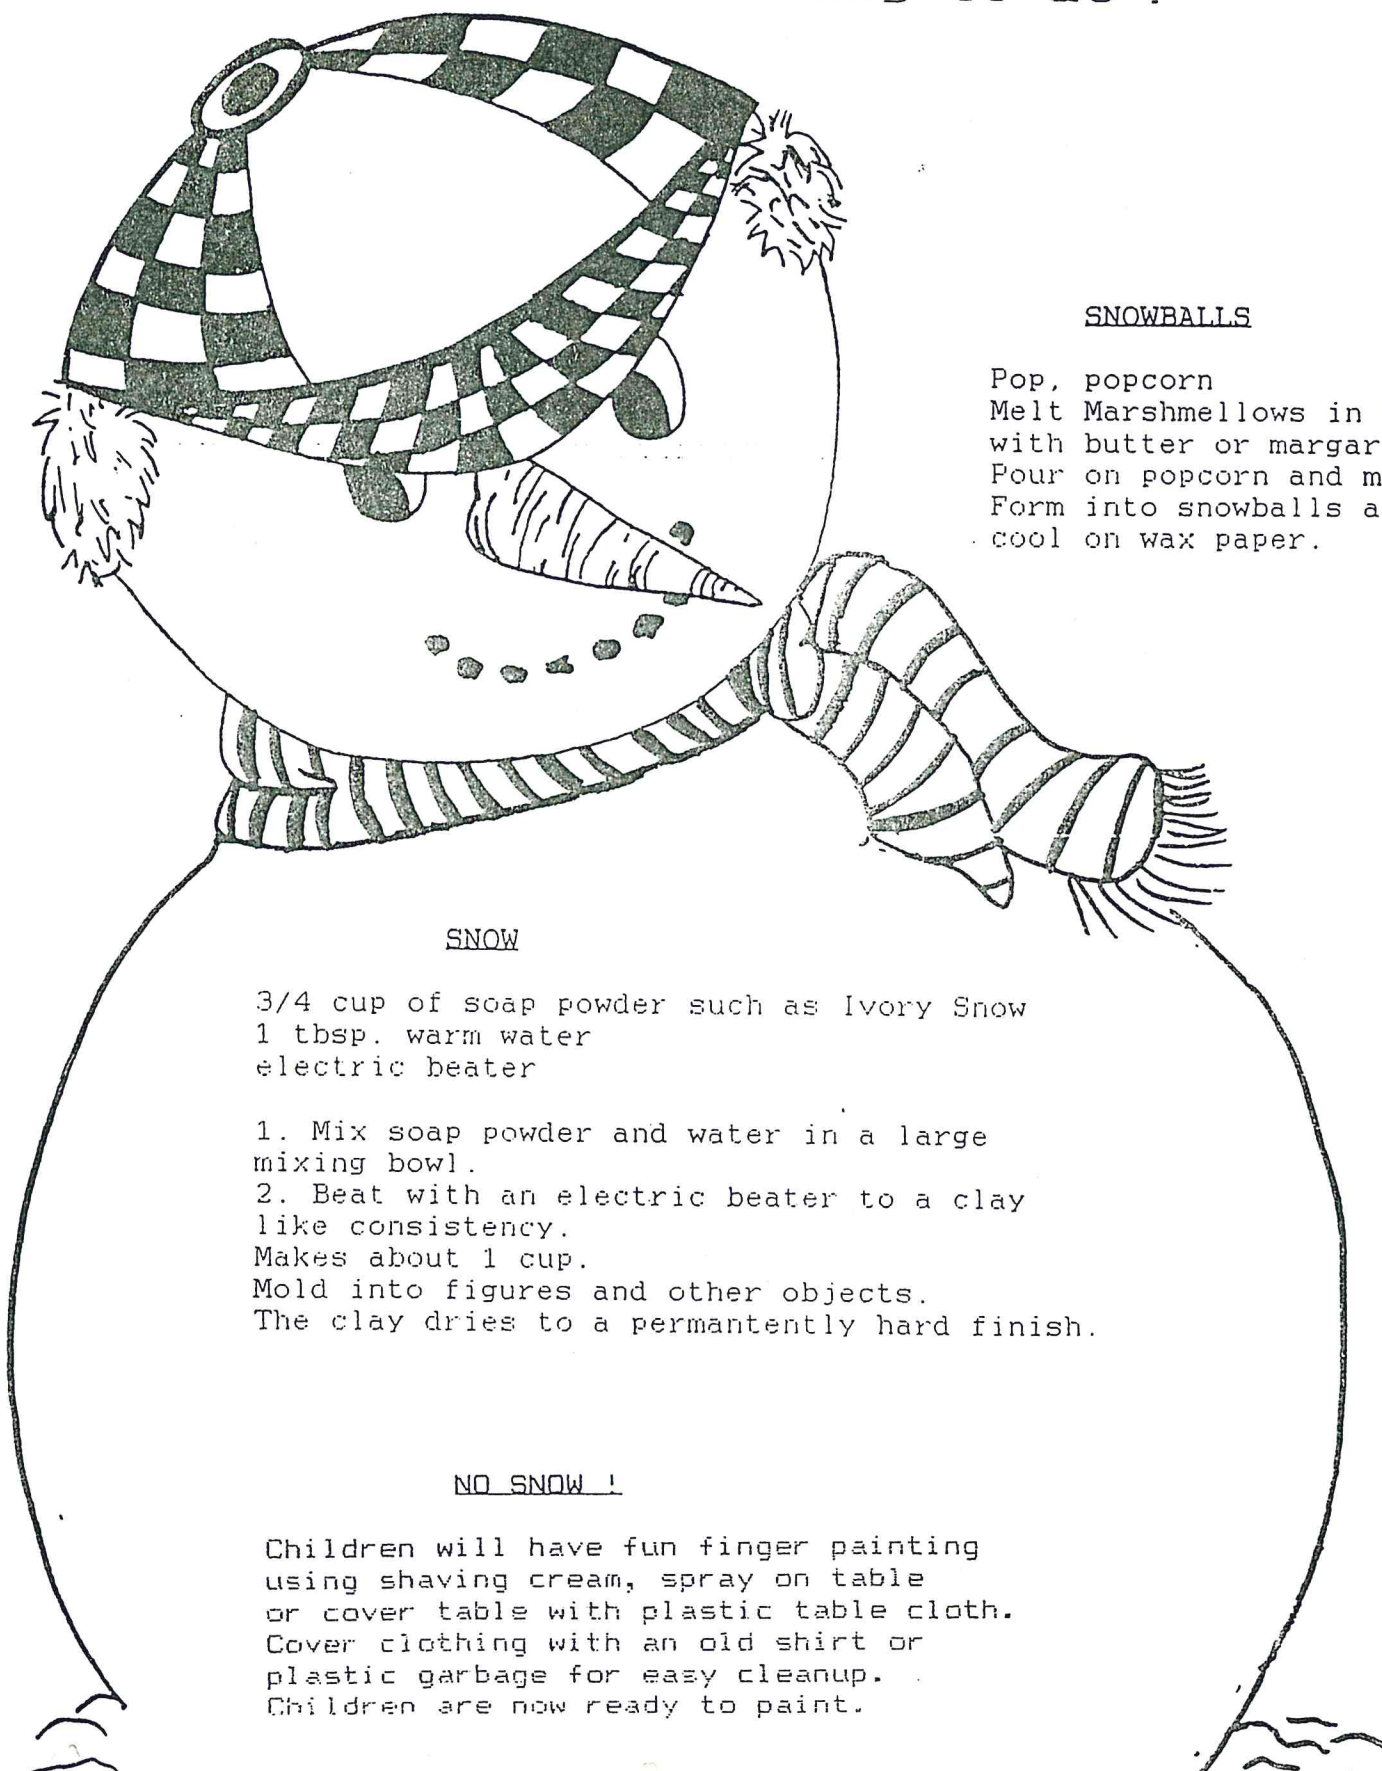 SNOWBALLS
Pop, popcorn
Melt Marshmellows in
with butter or margar
Pour on popcorn and m
Form into snowballs a
cool on wax paper.
SNOW
3/4 cup of soap powder such as Ivory Snow
1 tbsp. warm water
electric beater
1. Mix soap powder and water in a large
mixing bowl.
2. Beat with an electric beater to a clay
like consistency.
Makes about 1 cup.
Mold into figures and other objects.
The clay dries to a permantently hard finish.
NO SNOW !
Children will have fun finger painting
using shaving cream, spray on table
or cover table with plastic table cloth.
Cover clothing with an old shirt or
plastic garbage for easy cleanup.
Children are now ready to paint.